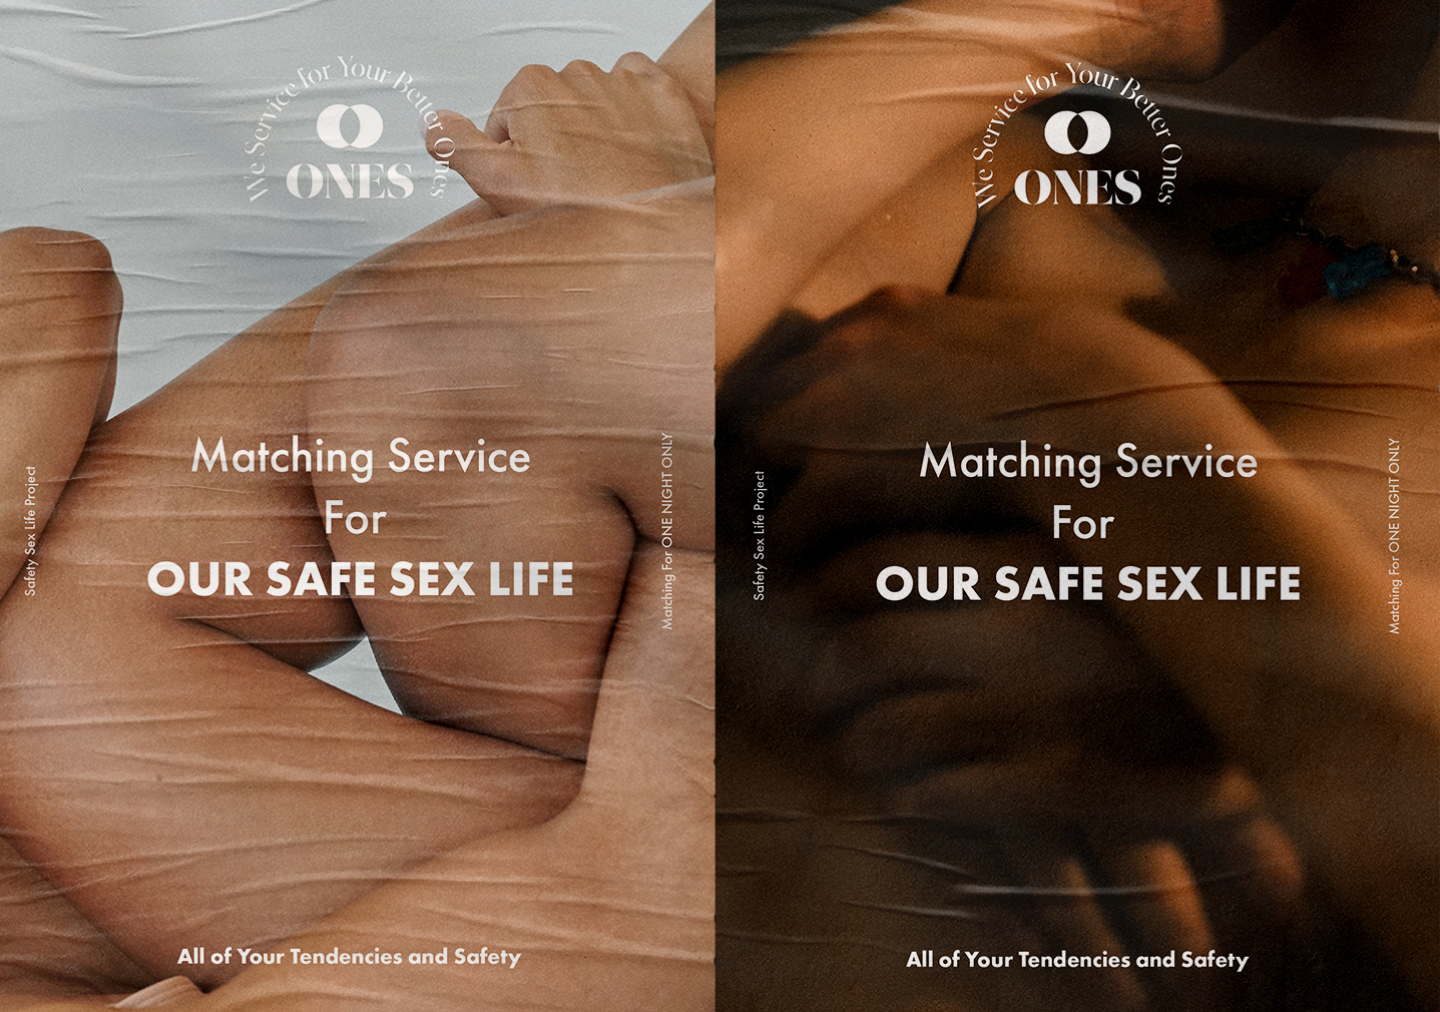 We Service for Your Better Ones
ONES
Safety Sex Life Project
Matching Service
For
OUR SAFE SEX LIFE
Matching For ONE NIGHT ONLY
All of Your Tendencies and Safety
We Service for Your Better Ones
ONES
Safety Sex Life Project
Matching Service
For
OUR SAFE SEX LIFE
Matching For ONE NIGHT ONLY
All of Your Tendencies and Safety